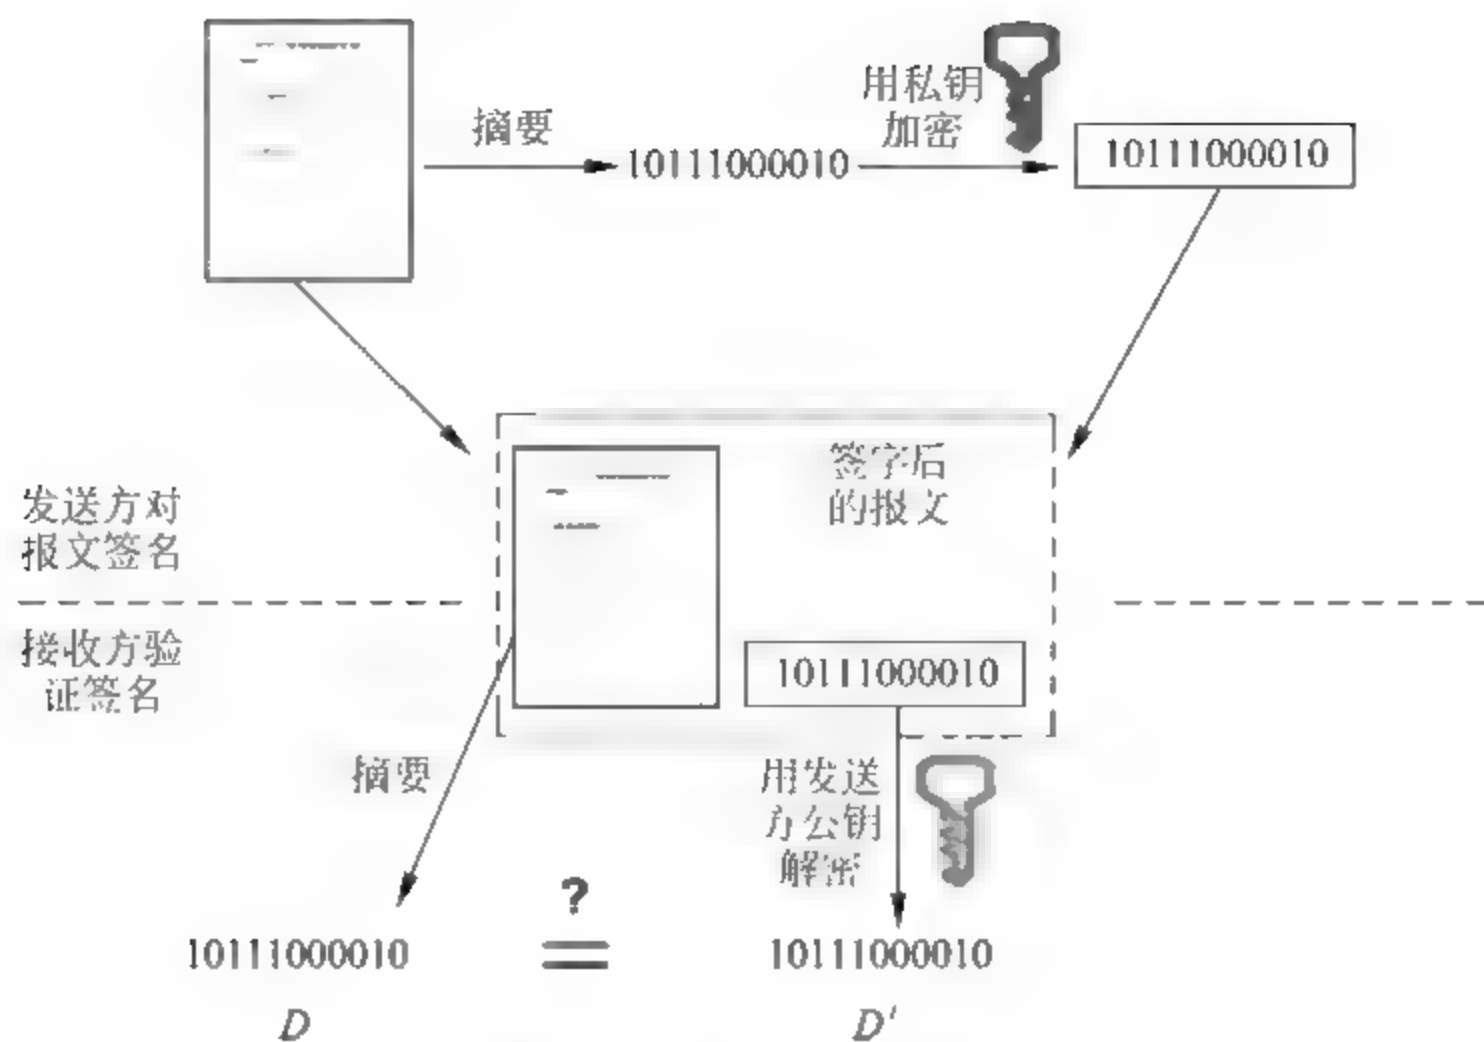 摘要
10111000010
用私钥
加密
10111000010
签字后
的报文
发送方对
报文签名
接收方验
证签名
10111000010
摘要
用发送
方公钥
解密
10111000010
?
=
10111000010
D
D'